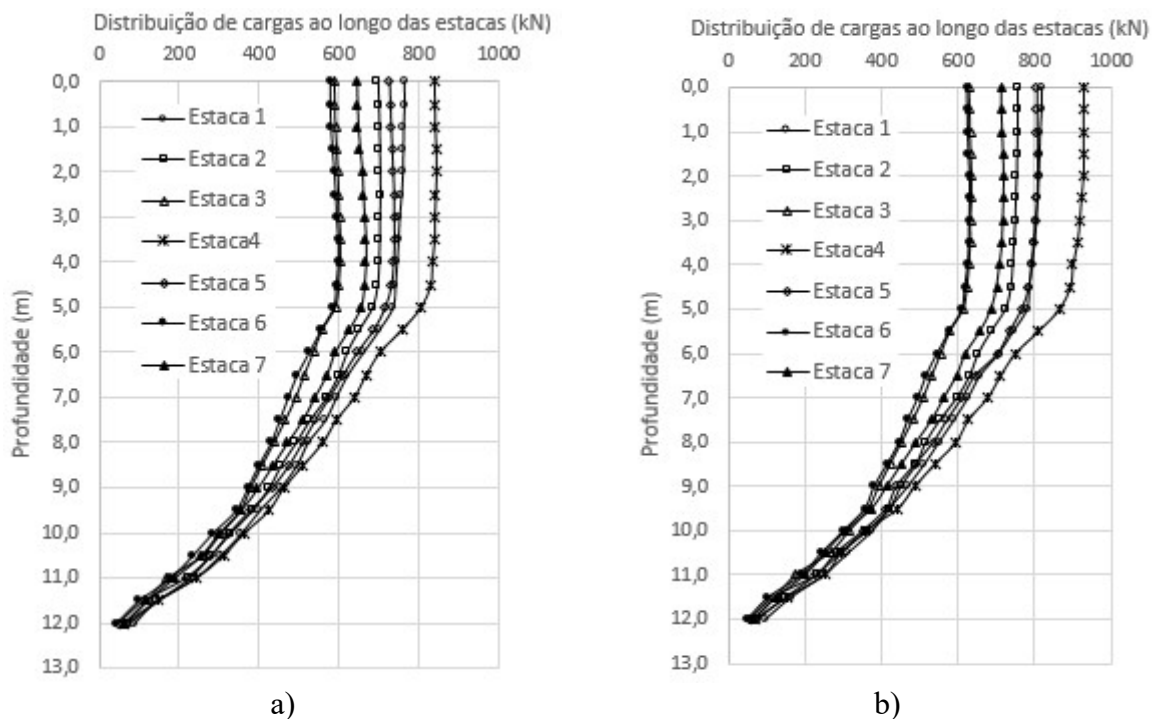 Distribuição de cargas ao longo das estacas (kN)
0 200 400 600 800 1000
0,0
1,0
2,0
3,0
4,0
5,0
6,0
7,0
8,0
9,0
10,0
11,0
12,0
13,0
Profundidade (m)
Estaca 1
Estaca 2
Estaca 3
Estaca4
Estaca 5
Estaca 6
Estaca 7
a)
Distribuição de cargas ao longo das estacas (kN)
0 200 400 600 800 1000
0,0
1,0
2,0
3,0
4,0
5,0
6,0
7,0
8,0
9,0
10,0
11,0
12,0
13,0
Profundidade (m)
Estaca 1
Estaca 2
Estaca 3
Estaca4
Estaca 5
Estaca 6
Estaca 7
b)